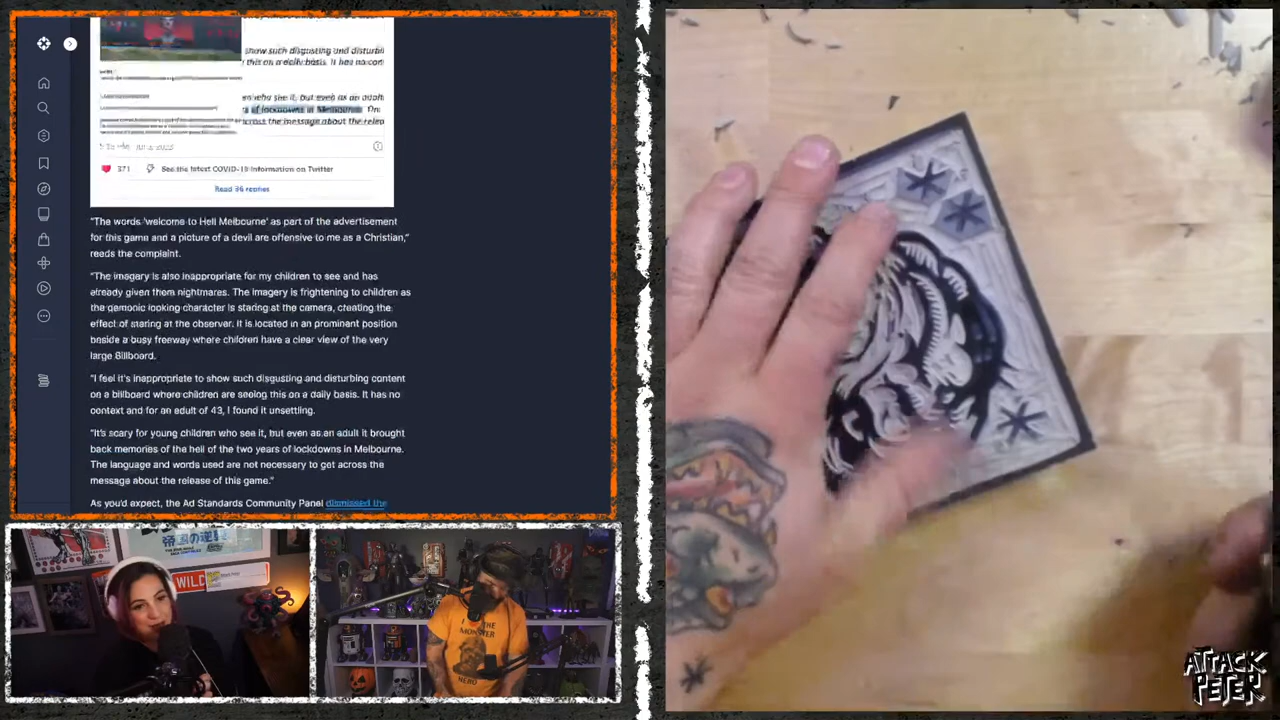 show such disgusting and disturbi
this on a daily basis. It has no con
who see it, but even as an adult
of lockdowns in Melbourne. The
across the message about the relea
371
See the latest COVID-19 information on Twitter
Read 36 replies
"The words 'welcome to Hell Melbourne' as part of the advertisement
for this game and a picture of a devil are offensive to me as a Christian,"
reads the complaint.
"The imagery is also inappropriate for my children to see and has
already given them nightmares. The imagery is frightening to children as
the demonic looking character is staring at the camera, creating the
effect of staring at the observer. It is located in an prominent position
beside a busy freeway where children have a clear view of the very
large Billboard.
"I feel it's inappropriate to show such disgusting and disturbing content
on a billboard where children are seeing this on a daily basis. It has no
context and for an adult of 43, I found it unsettling.
"It's scary for young children who see it, but even as an adult it brought
back memories of the hell of the two years of lockdowns in Melbourne.
The language and words used are not necessary to get across the
message about the release of this game."
As you'd expect, the Ad Standards Community Panel dismissed the
帝国の逆襲
WILD
I THE
MONSTER
HERO
ATTACK
PETER